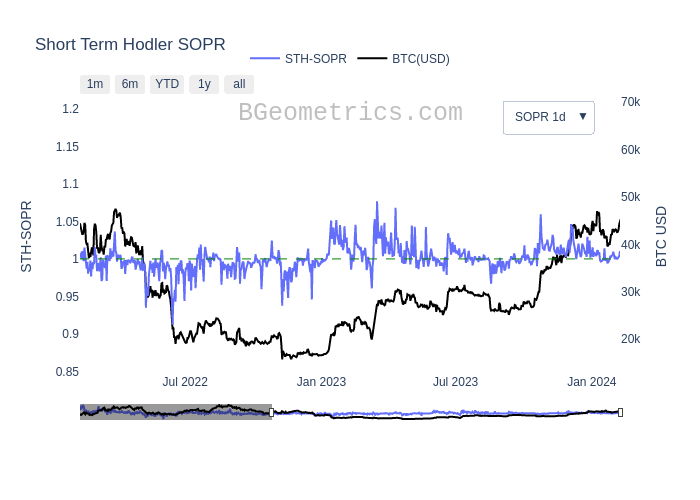 Short Term Hodler SOPR
STH-SOPR
BTC(USD)
1m
6m
YTD
1y
all
BGeometrics.com
SOPR 1d
▼
1.2
1.15
1.1
1.05
1
0.95
0.9
0.85
STH-SOPR
70k
60k
50k
40k
30k
20k
BTC USD
Jul 2022
Jan 2023
Jul 2023
Jan 2024